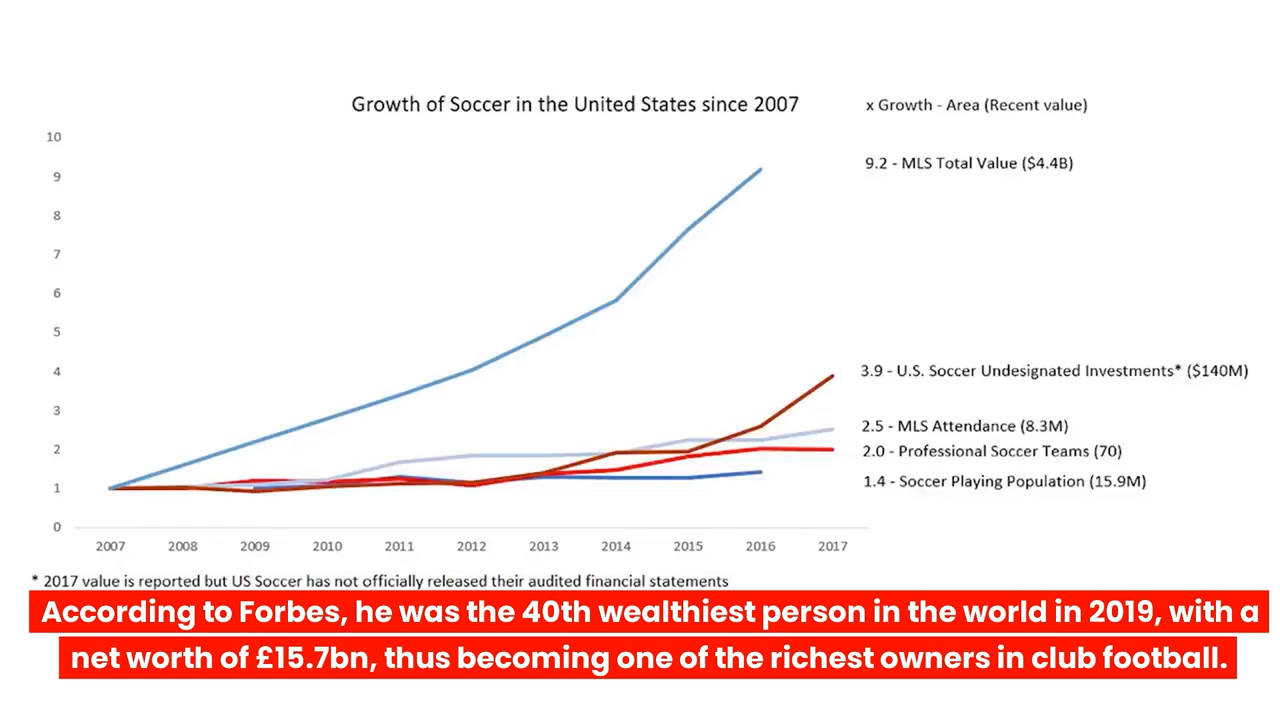 Growth of Soccer in the United States since 2007
x Growth - Area (Recent value)
10
9
8
7
6
5
4
3
2
1
0
9.2 - MLS Total Value ($4.4B)
3.9 - U.S. Soccer Undesignated Investments* ($140M)
2.5 - MLS Attendance (8.3M)
2.0 - Professional Soccer Teams (70)
1.4 - Soccer Playing Population (15.9M)
2007 2008 2009 2010 2011 2012 2013 2014 2015 2016 2017
* 2017 value is reported but US Soccer has not officially released their audited financial statements
According to Forbes, he was the 40th wealthiest person in the world in 2019, with a
net worth of £15.7bn, thus becoming one of the richest owners in club football.